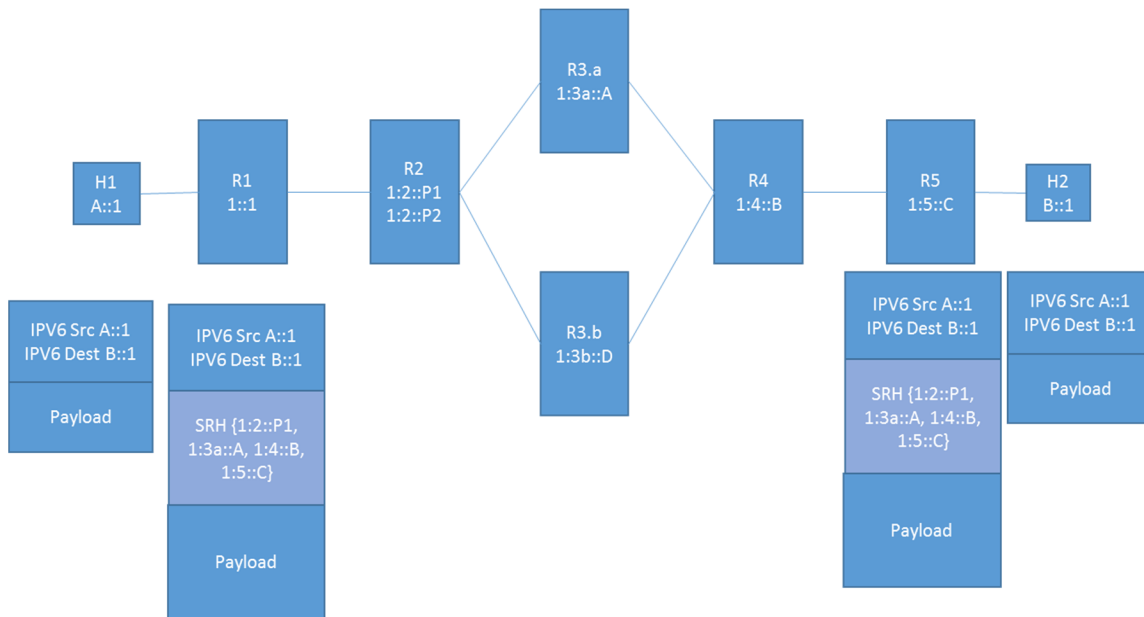 R3.a
1:3a::A
H1
A::1
R1
1::1
R2
1:2::P1
1:2::P2
R4
1:4::B
R5
1:5::C
H2
B::1
R3.b
1:3b::D
IPV6 Src A::1
IPV6 Dest B::1
Payload
IPV6 Src A::1
IPV6 Dest B::1
SRH {1:2::P1,
1:3a::A, 1:4::B,
1:5::C}
Payload
IPV6 Src A::1
IPV6 Dest B::1
SRH {1:2::P1,
1:3a::A, 1:4::B,
1:5::C}
Payload
IPV6 Src A::1
IPV6 Dest B::1
Payload